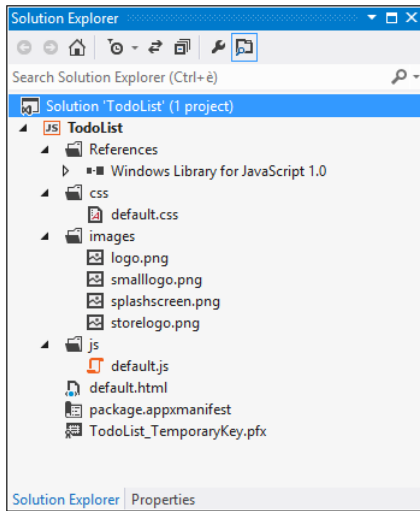 Solution Explorer
Search Solution Explorer (Ctrl+è)
Solution 'TodoList' (1 project)
JS TodoList
References
Windows Library for JavaScript 1.0
css
default.css
images
logo.png
smalllogo.png
splashscreen.png
storelogo.png
js
default.js
default.html
package.appxmanifest
TodoList_TemporaryKey.pfx
Solution Explorer Properties